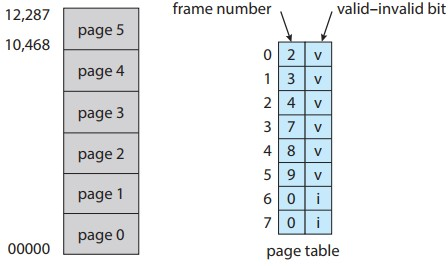 frame number
valid–invalid bit
12,287
page 5
10,468
page 4
page 3
page 2
page 1
page 0
00000
0 2 v
1 3 v
2 4 v
3 7 v
4 8 v
5 9 v
6 0 i
7 0 i
page table